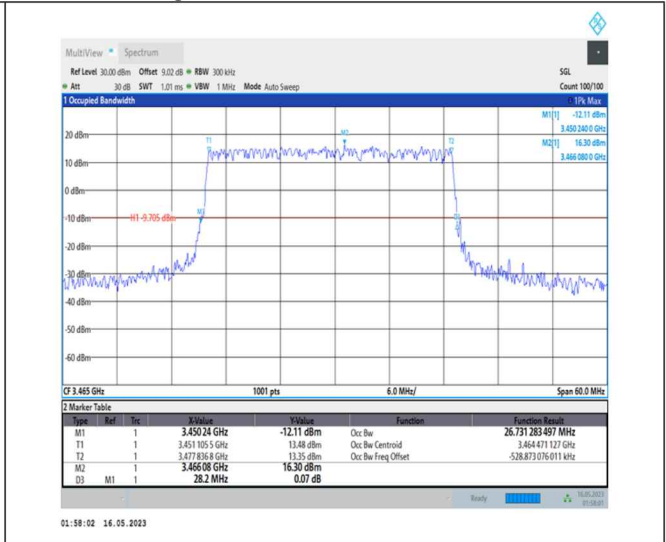 MultiView Spectrum
Ref Level 30.00 dBm Offset 9.02 dB RBW 300 kHz SGL
Att 30 dB SWT 1.01 ms VBW 1 MHz Mode Auto Sweep Count 100/100
1 Occupied Bandwidth 1Pk Max
M1[1] -12.11 dBm
3.450 240 0 GHz
M2[1] 16.30 dBm
3.466 080 0 GHz
20 dBm
T1 M2 T2
10 dBm
0 dBm
M1
-10 dBm H1 -9.705 dBm
-20 dBm
-30 dBm
-40 dBm
-50 dBm
-60 dBm
CF 3.465 GHz 1001 pts 6.0 MHz/ Span 60.0 MHz
2 Marker Table
Type Ref Trc X-Value Y-Value Function Function Result
M1 1 3.450 24 GHz -12.11 dBm Occ Bw 26.731 283 497 MHz
T1 1 3.451 105 5 GHz 13.48 dBm Occ Bw Centroid 3.464 471 127 GHz
T2 1 3.477 836 8 GHz 13.35 dBm Occ Bw Freq Offset -528.873 076 011 kHz
M2 1 3.466 08 GHz 16.30 dBm
D3 M1 1 28.2 MHz 0.07 dB
Ready 16.05.2023
01:58:01
01:58:02 16.05.2023